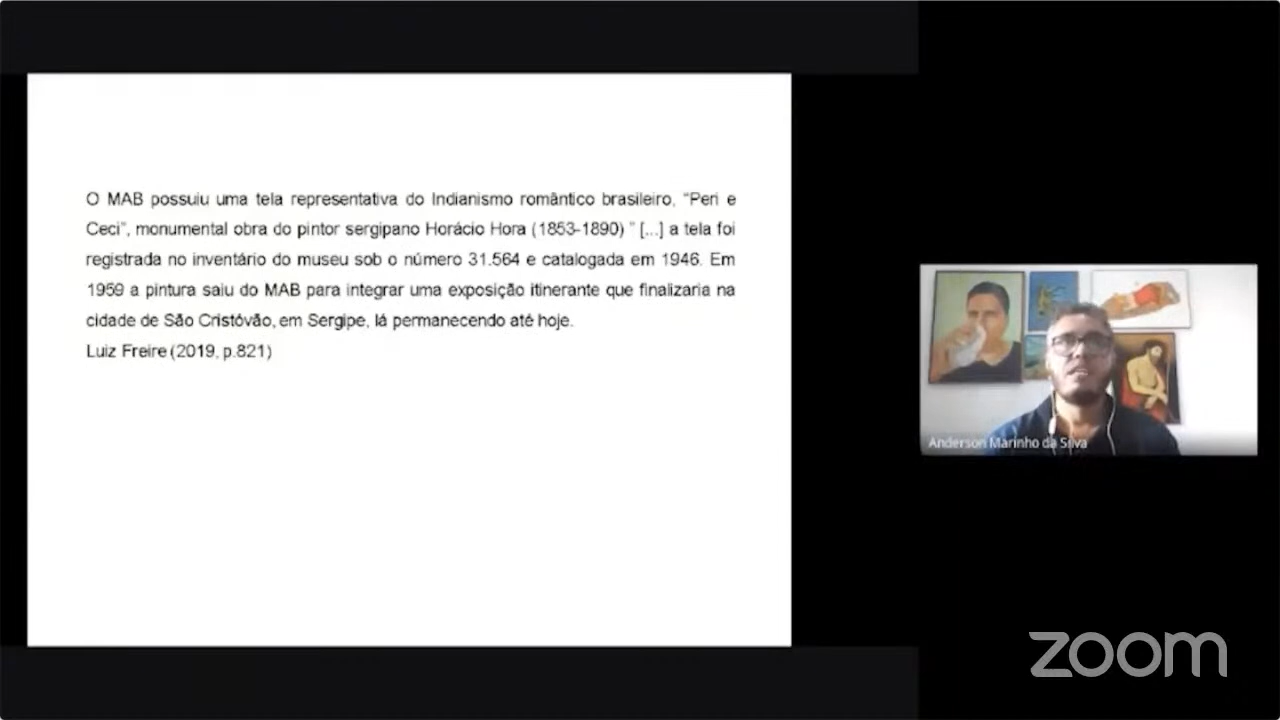 O MAB possuiu uma tela representativa do Indianismo romântico brasileiro, “Peri e
Ceci”, monumental obra do pintor sergipano Horácio Hora (1853-1890) ” [...] a tela foi
registrada no inventário do museu sob o número 31.564 e catalogada em 1946. Em
1959 a pintura saiu do MAB para integrar uma exposição itinerante que finalizaria na
cidade de São Cristóvão, em Sergipe, lá permanecendo até hoje.
Luiz Freire (2019, p.821)
Anderson Marinho da Silva
zoom